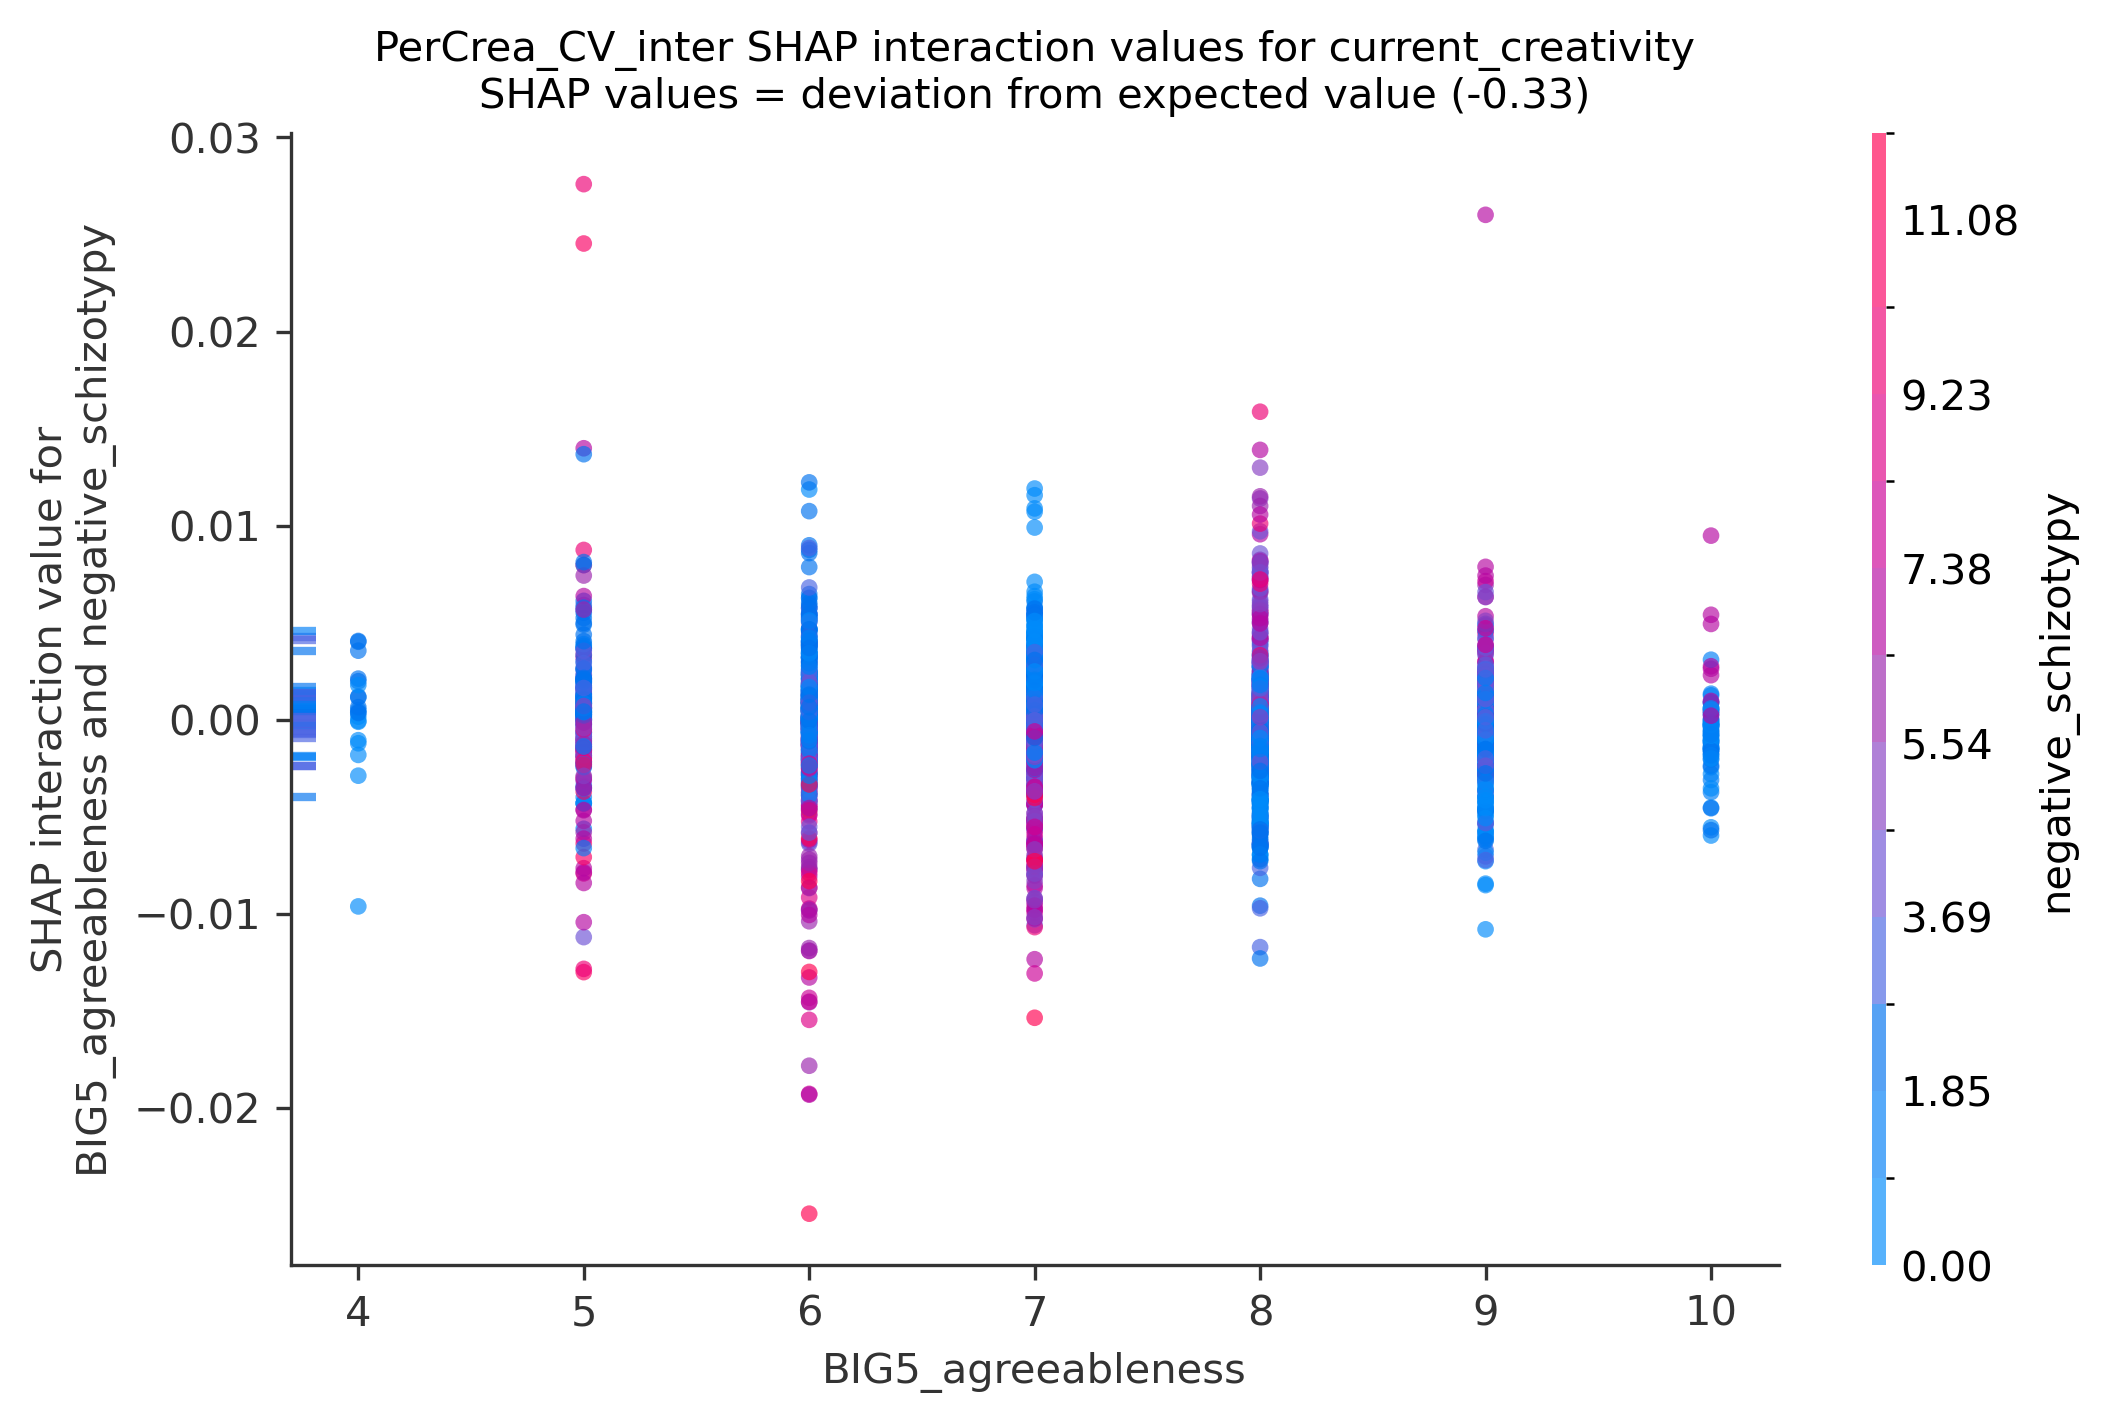 PerCrea_CV_inter SHAP interaction values for current_creativity
SHAP values = deviation from expected value (-0.33)
SHAP interaction value for
BIG5_agreeableness and negative_schizotypy
0.03
0.02
0.01
0.00
−0.01
−0.02
4 5 6 7 8 9 10
BIG5_agreeableness
11.08
9.23
7.38
5.54
3.69
1.85
0.00
negative_schizotypy